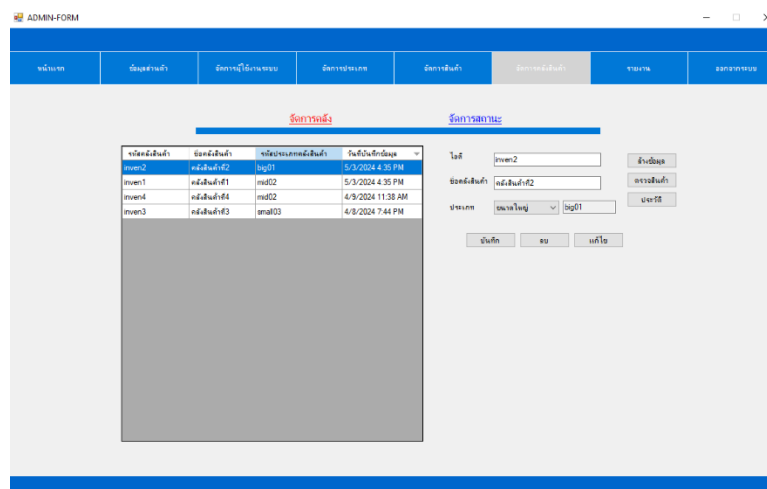 ADMIN-FORM
หน้าแรก ข้อมูลส่วนตัว จัดการผู้ใช้งานระบบ จัดการประเภท จัดการสินค้า จัดการคลังสินค้า รายงาน ออกจากระบบ
จัดการคลัง จัดการสถานะ
รหัสคลังสินค้า ชื่อคลังสินค้า รหัสประเภทคลังสินค้า วันที่บันทึกข้อมูล
inven2 คลังสินค้าที่2 big01 5/3/2024 4:35 PM
inven1 คลังสินค้าที่1 mid02 5/3/2024 4:35 PM
inven4 คลังสินค้าที่4 mid02 4/9/2024 11:38 AM
inven3 คลังสินค้าที่3 small03 4/8/2024 7:44 PM
ไอดี inven2 ล้างข้อมูล
ชื่อคลังสินค้า คลังสินค้าที่2 ตรวจสินค้า
ประเภท ขนาดใหญ่ big01 ประวัติ
บันทึก ลบ แก้ไข